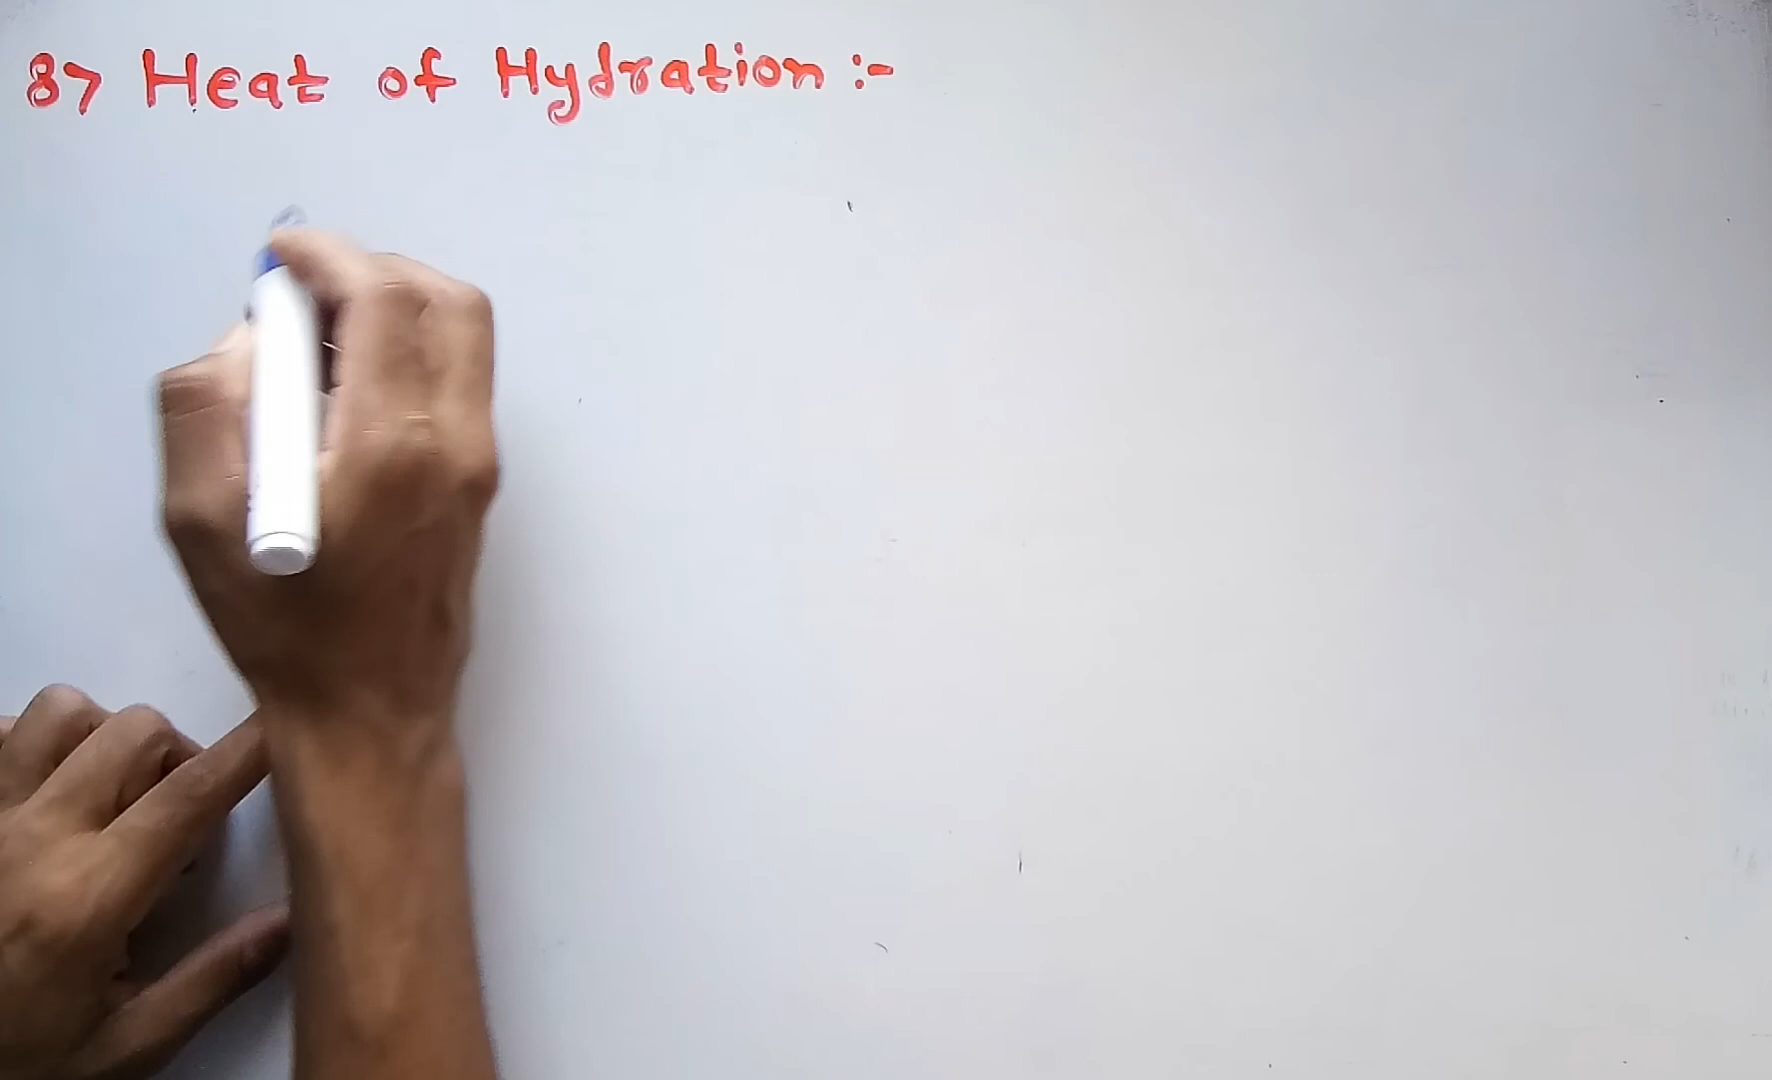 8> Heat of Hydration :-